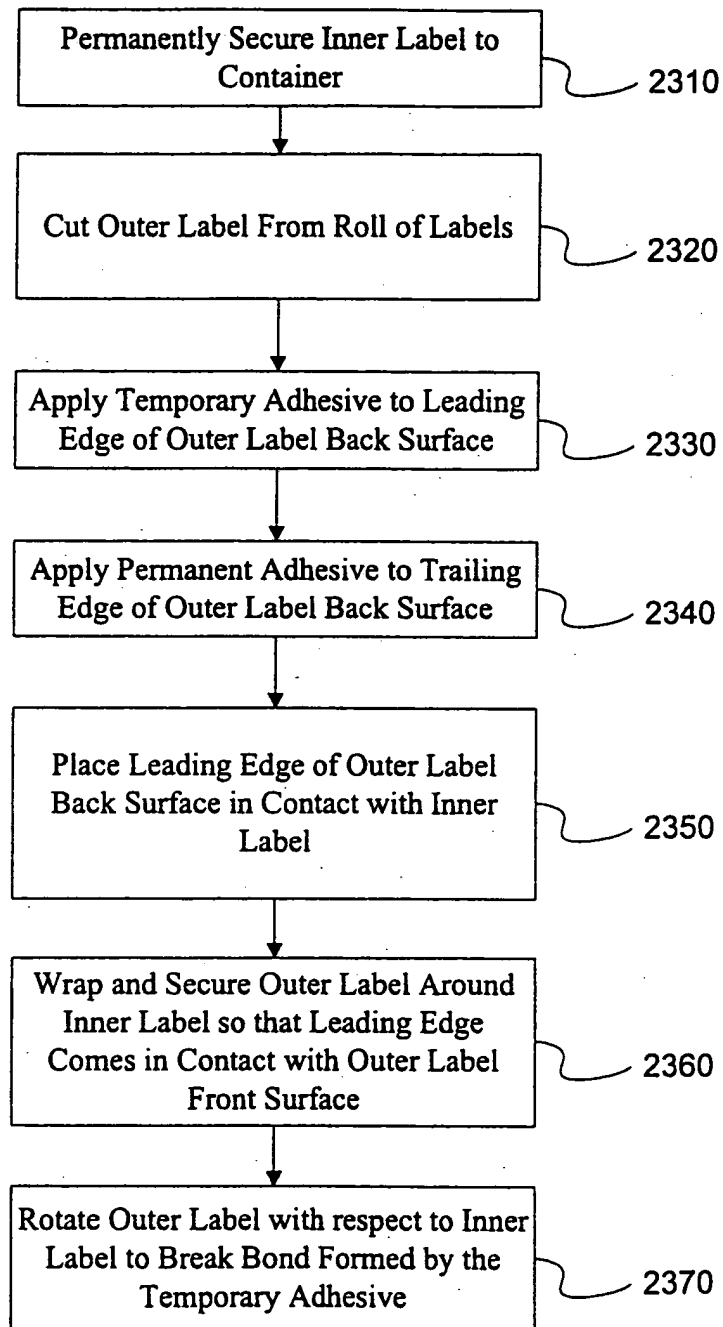 Permanently Secure Inner Label to
Container
2310
Cut Outer Label From Roll of Labels
2320
Apply Temporary Adhesive to Leading
Edge of Outer Label Back Surface
2330
Apply Permanent Adhesive to Trailing
Edge of Outer Label Back Surface
2340
Place Leading Edge of Outer Label
Back Surface in Contact with Inner
Label
2350
Wrap and Secure Outer Label Around
Inner Label so that Leading Edge
Comes in Contact with Outer Label
Front Surface
2360
Rotate Outer Label with respect to Inner
Label to Break Bond Formed by the
Temporary Adhesive
2370